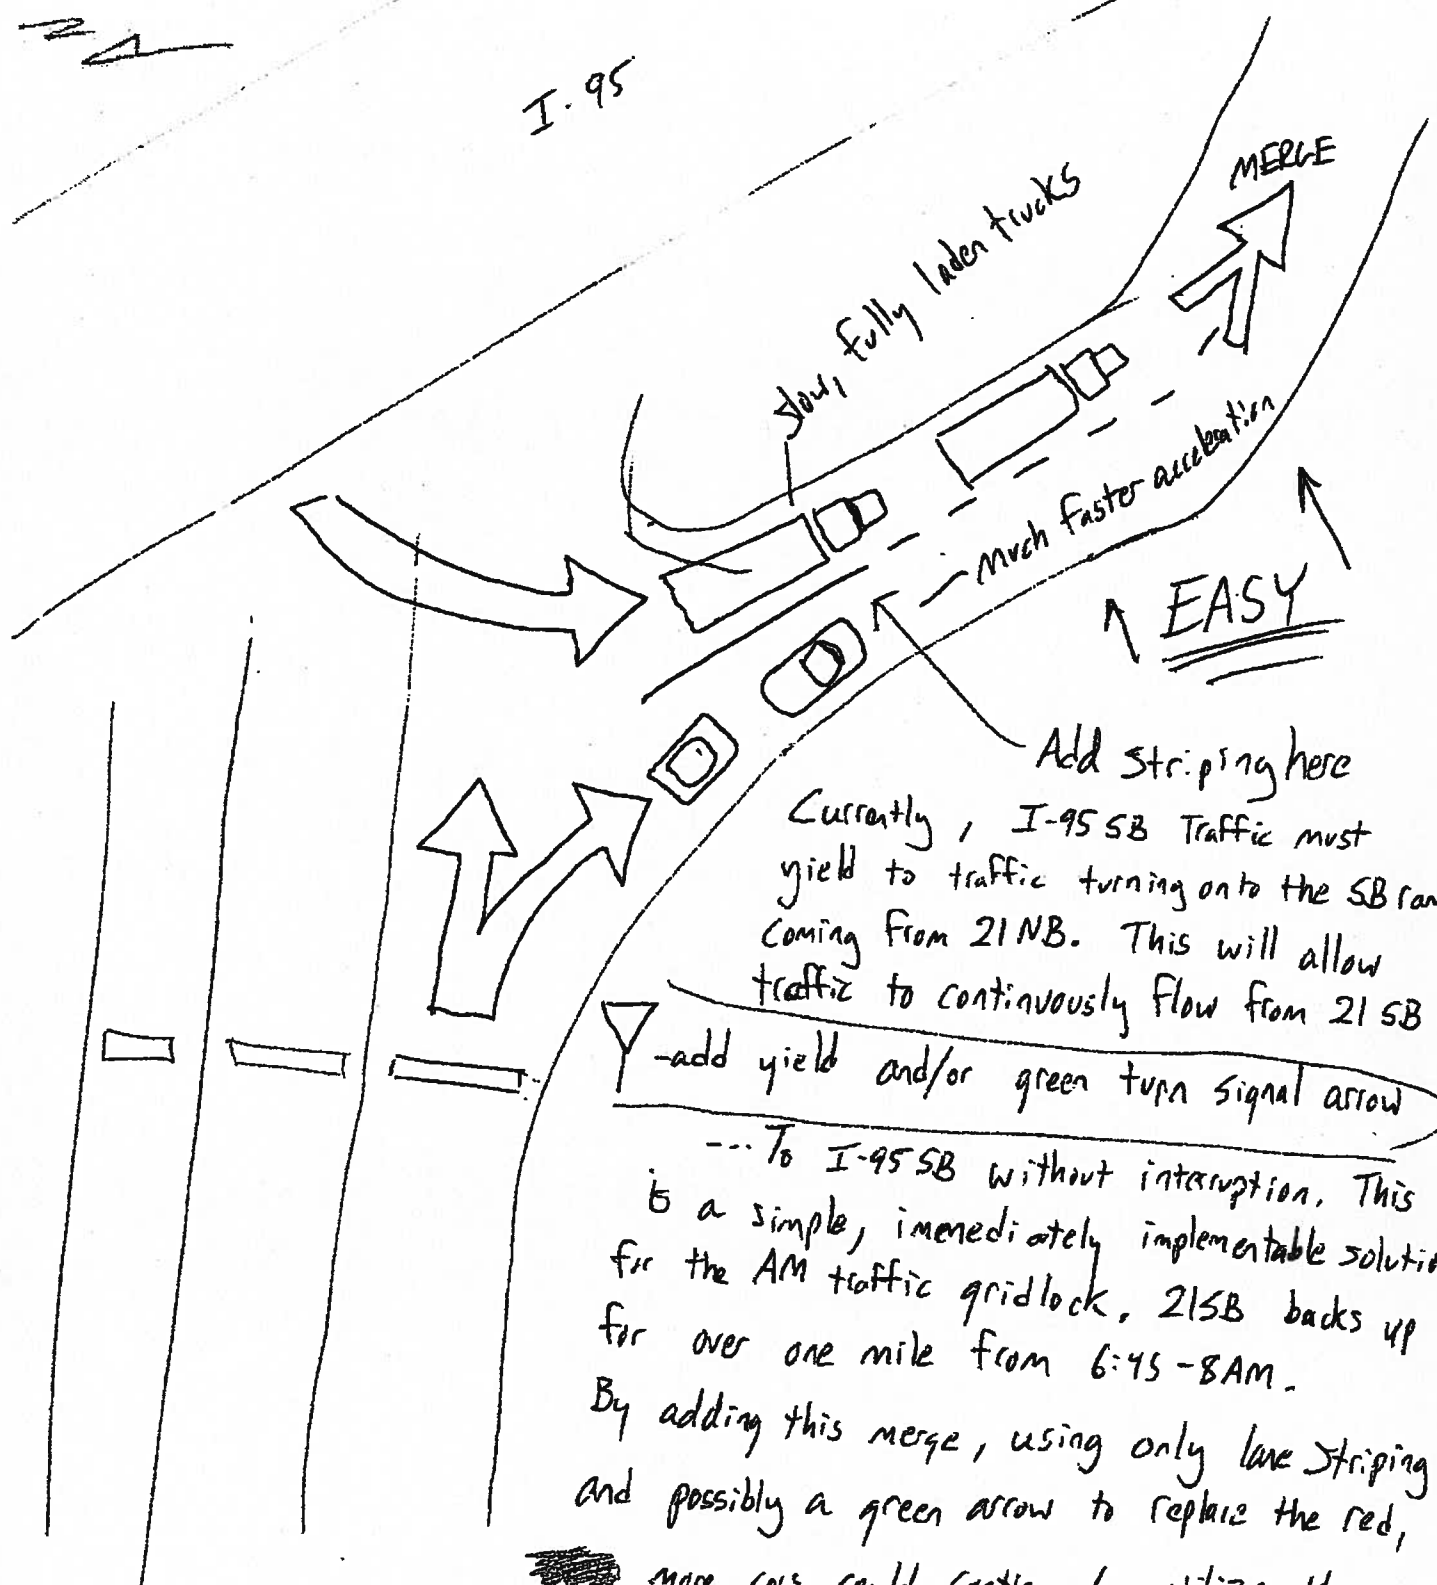 N
I-95
MERGE
slow, fully laden trucks
much faster acceleration
EASY
Add striping here
Currently, I-95 SB Traffic must
yield to traffic turning onto the SB ram
coming from 21 NB. This will allow
traffic to continuously flow from 21 SB
-add yield and/or green turn signal arrow
--- To I-95 SB without interruption. This
is a simple, imenediately implementable solutio
for the AM traffic gridlock. 21SB backs up
for over one mile from 6:45-8AM.
By adding this merge, using only lane striping
and possibly a green arrow to replace the red,
more cars could